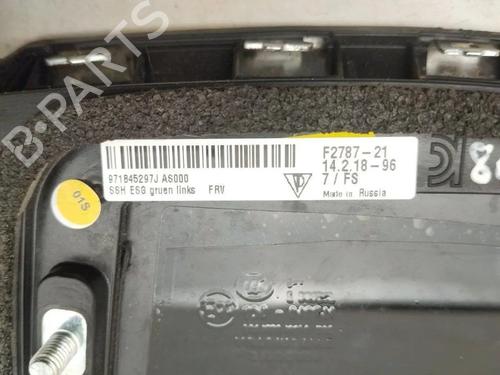 B-PARTS
971845297J AS000
SSH ESG gruen links FRV
F2787-21
14.2.18-96
7 / FS
Made in Russia
01S